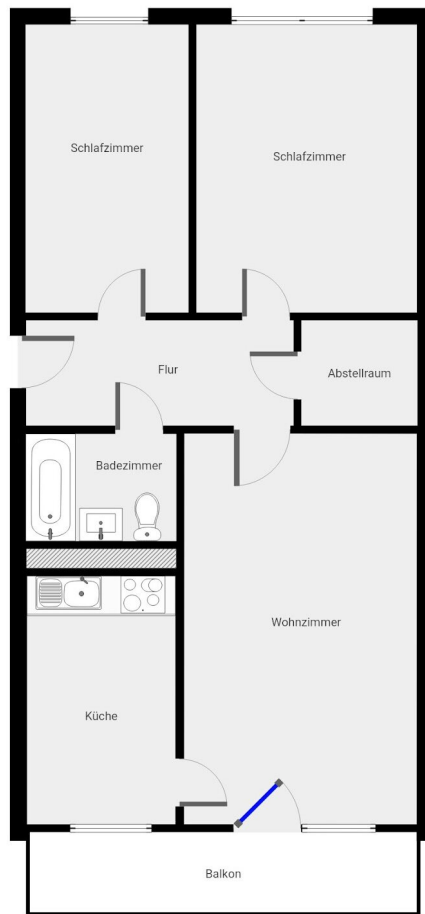 Schlafzimmer
Schlafzimmer
Flur
Abstellraum
Badezimmer
Wohnzimmer
Küche
Balkon